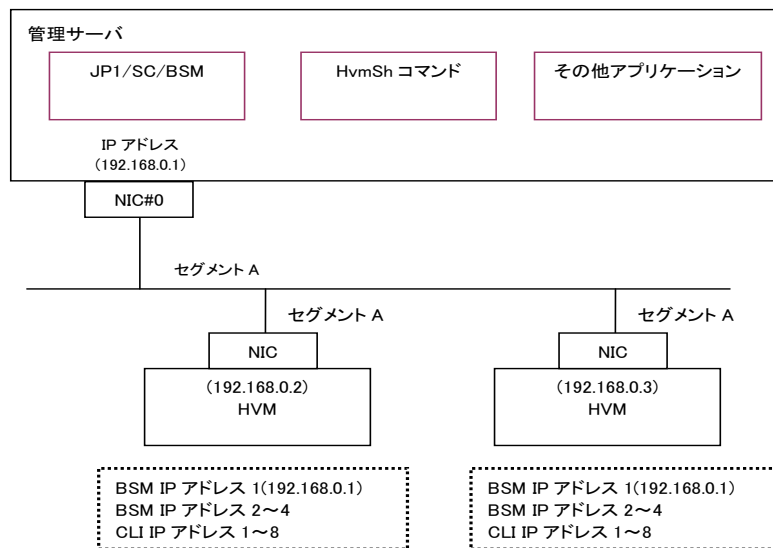 管理サーバ
JP1/SC/BSM
HvmSh コマンド
その他アプリケーション
IP アドレス
(192.168.0.1)
NIC#0
セグメント A
セグメント A
セグメント A
NIC
NIC
(192.168.0.2)
HVM
(192.168.0.3)
HVM
BSM IP アドレス 1(192.168.0.1)
BSM IP アドレス 2～4
CLI IP アドレス 1～8
BSM IP アドレス 1(192.168.0.1)
BSM IP アドレス 2～4
CLI IP アドレス 1～8